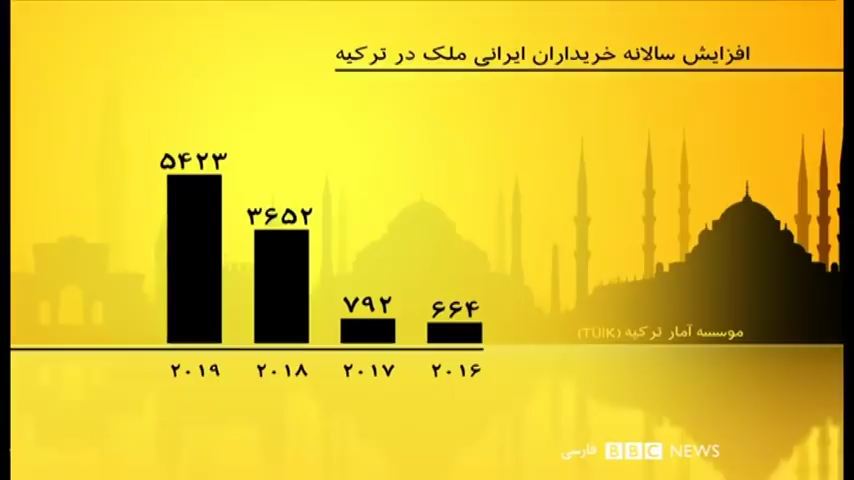 افزایش سالانه خریداران ایرانی ملک در ترکیه
۵۴۲۳
۳۶۵۲
۷۹۲
۶۶۴
موسسه آمار ترکیه (TUIK)
۲۰۱۹ ۲۰۱۸ ۲۰۱۷ ۲۰۱۶
فارسی BBC NEWS